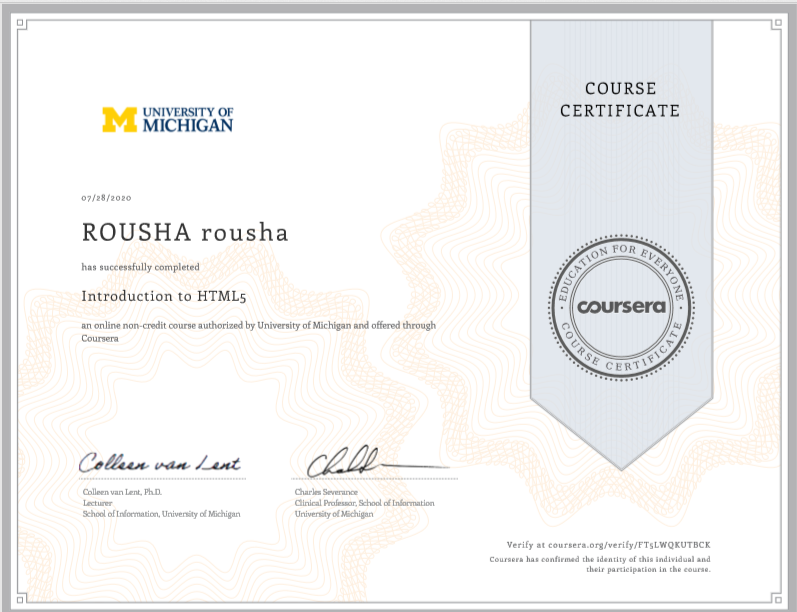 UNIVERSITY OF
MICHIGAN
COURSE
CERTIFICATE
07/28/2020
ROUSHA rousha
has successfully completed
Introduction to HTML5
an online non-credit course authorized by University of Michigan and offered through
Coursera
EDUCATION FOR EVERYONE
coursera
COURSE CERTIFICATE
Colleen van Lent
Colleen van Lent, Ph.D.
Lecturer
School of Information, University of Michigan
Charles Severance
Clinical Professor, School of Information
University of Michigan
Verify at coursera.org/verify/FT5LWQKUTBCK
Coursera has confirmed the identity of this individual and
their participation in the course.